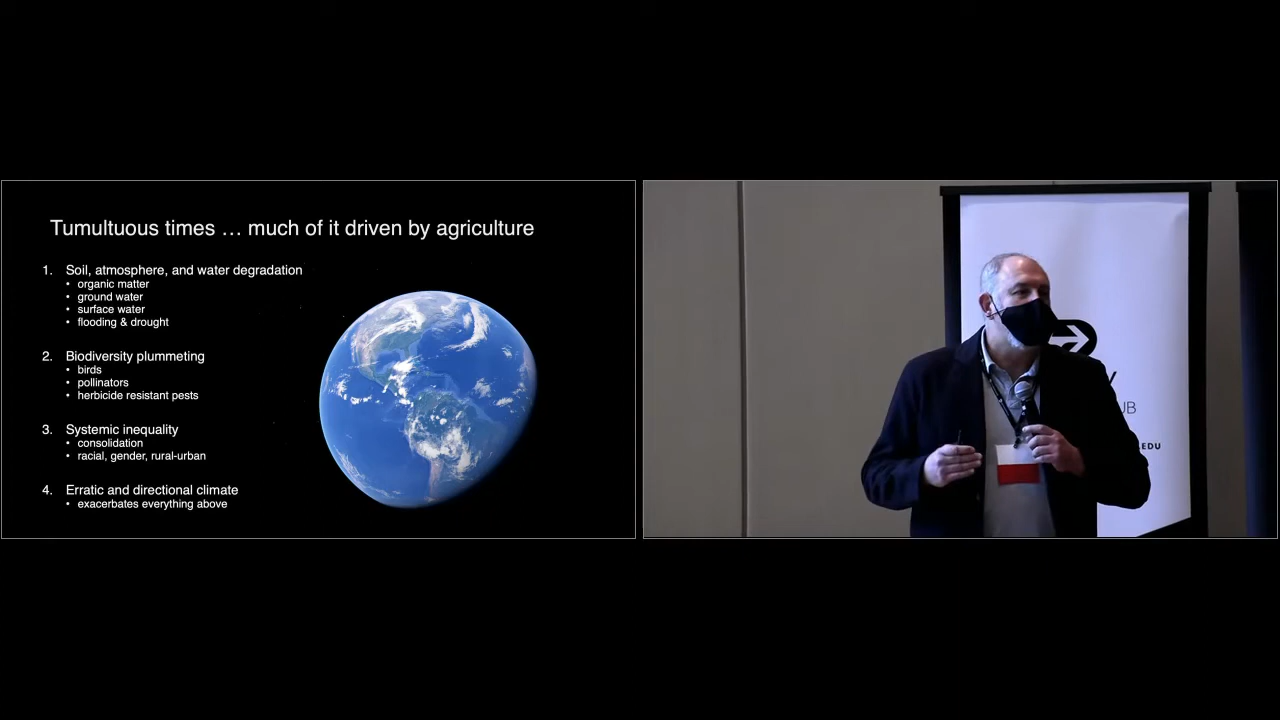 Tumultuous times … much of it driven by agriculture
1. Soil, atmosphere, and water degradation
• organic matter
• ground water
• surface water
• flooding & drought
2. Biodiversity plummeting
• birds
• pollinators
• herbicide resistant pests
3. Systemic inequality
• consolidation
• racial, gender, rural-urban
4. Erratic and directional climate
• exacerbates everything above
UB
.EDU